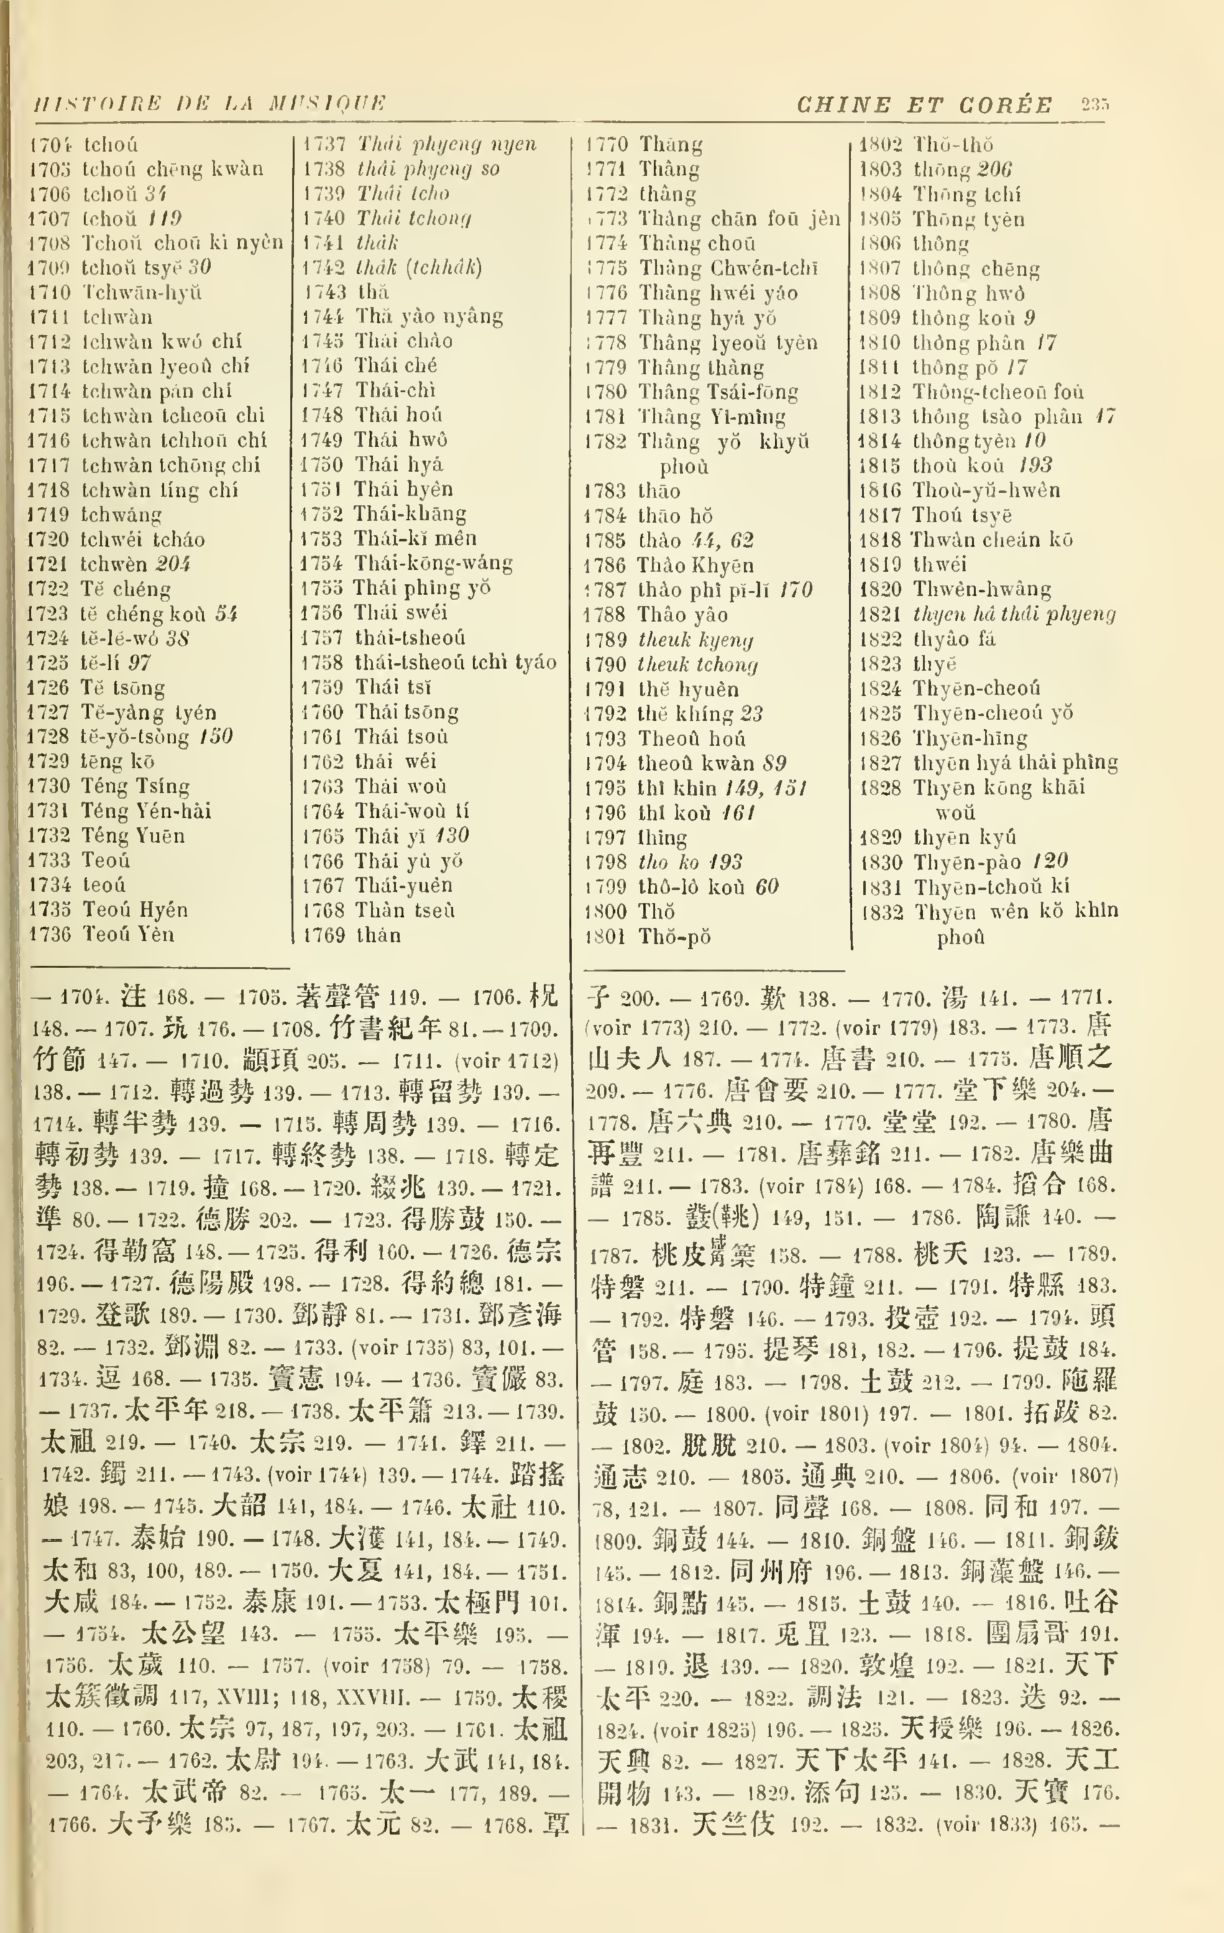 HISTOIRE DE LA MUSIQUE
CHINE ET CORÉE 235
1704 tchoú
1705 tchoú chēng kwàn
1706 tchoŭ 34
1707 tchoŭ 119
1708 Tchoŭ choū kì nyên
1709 tchoŭ tsyĕ 30
1710 Tchwān-hyŭ
1711 tchwàn
1712 tchwàn kwó chí
1713 tchwàn lyeoû chí
1714 tchwàn pán chí
1715 tchwàn tcheoū chi
1716 tchwàn tchhoū chí
1717 tchwàn tchōng chí
1718 tchwàn tíng chí
1719 tchwáng
1720 tchwéi tcháo
1721 tchwèn 204
1722 Tĕ chéng
1723 tĕ chéng koù 54
1724 tĕ-lé-wó 38
1725 tĕ-lí 97
1726 Tĕ tsōng
1727 Tĕ-yâng tyén
1728 tĕ-yŏ-tsòng 150
1729 tēng kō
1730 Téng Tsíng
1731 Téng Yén-hài
1732 Téng Yuēn
1733 Teoú
1734 teoú
1735 Teoú Hyén
1736 Teoú Yèn
1737 Thái phyeng nyen
1738 thái phyeng so
1739 Thái tcho
1740 Thái tchong
1741 thák
1742 thák (tchhák)
1743 thă
1744 Thă yào nyâng
1745 Thái chào
1746 Thái ché
1747 Thái-chì
1748 Thái hoú
1749 Thái hwô
1750 Thái hyá
1751 Thái hyên
1752 Thái-khāng
1753 Thái-kĭ mên
1754 Thái-kōng-wáng
1755 Thái phìng yŏ
1756 Thái swéi
1757 thái-tsheoú
1758 thái-tsheoú tchì tyáo
1759 Thái tsĭ
1760 Thái tsōng
1761 Thái tsoù
1762 thái wéi
1763 Thái woù
1764 Thái-woù tí
1765 Thái yĭ 130
1766 Thái yù yŏ
1767 Thái-yuên
1768 Thàn tseù
1769 thán
1770 Thāng
1771 Thâng
1772 thâng
1773 Thâng chān foū jên
1774 Thâng choū
1775 Thâng Chwén-tchī
1776 Thâng hwéi yáo
1777 Thâng hyá yŏ
1778 Thâng lyeoŭ tyèn
1779 Thâng thâng
1780 Thâng Tsái-fōng
1781 Thâng Yî-mîng
1782 Thâng yŏ khyŭ
phoù
1783 thāo
1784 thāo hŏ
1785 thâo 44, 62
1786 Thâo Khyēn
1787 thâo phî pĭ-lĭ 170
1788 Thâo yâo
1789 theuk kyeng
1790 theuk tchong
1791 thĕ hyuên
1792 thĕ khíng 23
1793 Theoû hoú
1794 theoû kwàn 89
1795 thî khîn 149, 151
1796 thî koù 161
1797 thîng
1798 tho ko 193
1799 thô-lô koù 60
1800 Thŏ
1801 Thŏ-pŏ
1802 Thŏ-thŏ
1803 thōng 206
1804 Thōng tchí
1805 Thōng tyèn
1806 thông
1807 thông chēng
1808 Thông hwô
1809 thông koù 9
1810 thông phân 17
1811 thông pŏ 17
1812 Thông-tcheoū foù
1813 thông tsào phân 17
1814 thông tyèn 10
1815 thoù koù 193
1816 Thoù-yŭ-hwên
1817 Thoú tsyē
1818 Thwân cheán kō
1819 thwéi
1820 Thwēn-hwâng
1821 thyen há thái phyeng
1822 thyâo fă
1823 thyĕ
1824 Thyēn-cheoú
1825 Thyēn-cheoú yŏ
1826 Thyēn-hīng
1827 thyēn hyá thái phîng
1828 Thyēn kōng khāi
woŭ
1829 thyēn kyú
1830 Thyēn-pào 120
1831 Thyēn-tchoŭ kí
1832 Thyēn wên kŏ khîn
phoù
— 1704. 注 168. — 1705. 著聲管 119. — 1706. 柷
148. — 1707. 筑 176. — 1708. 竹書紀年 81. — 1709.
竹節 147. — 1710. 顓頊 205. — 1711. (voir 1712)
138. — 1712. 轉過勢 139. — 1713. 轉留勢 139. —
1714. 轉半勢 139. — 1715. 轉周勢 139. — 1716.
轉初勢 139. — 1717. 轉終勢 138. — 1718. 轉定
勢 138. — 1719. 撞 168. — 1720. 綴兆 139. — 1721.
準 80. — 1722. 德勝 202. — 1723. 得勝鼓 150. —
1724. 得勒窩 148. — 1725. 得利 160. — 1726. 德宗
196. — 1727. 德陽殿 198. — 1728. 得約總 181. —
1729. 登歌 189. — 1730. 鄧靜 81. — 1731. 鄧彥海
82. — 1732. 鄧淵 82. — 1733. (voir 1735) 83, 101. —
1734. 逗 168. — 1735. 竇憲 194. — 1736. 竇儼 83.
— 1737. 太平年 218. — 1738. 太平簫 213. — 1739.
太祖 219. — 1740. 太宗 219. — 1741. 鐸 211. —
1742. 鐲 211. — 1743. (voir 1744) 139. — 1744. 踏搖
娘 198. — 1745. 大韶 141, 184. — 1746. 太社 110.
— 1747. 泰始 190. — 1748. 大濩 141, 184. — 1749.
太和 83, 100, 189. — 1750. 大夏 141, 184. — 1751.
大咸 184. — 1752. 泰康 191. — 1753. 太極門 101.
— 1754. 太公望 143. — 1755. 太平樂 195. —
1756. 太歲 110. — 1757. (voir 1758) 79. — 1758.
太簇徵調 117, XVIII; 118, XXVIII. — 1759. 太稷
110. — 1760. 太宗 97, 187, 197, 203. — 1761. 太祖
203, 217. — 1762. 太尉 194. — 1763. 大武 141, 184.
— 1764. 太武帝 82. — 1765. 太一 177, 189. —
1766. 大予樂 185. — 1767. 太元 82. — 1768. 覃
子 200. — 1769. 歎 138. — 1770. 湯 141. — 1771.
(voir 1773) 210. — 1772. (voir 1779) 183. — 1773. 唐
山夫人 187. — 1774. 唐書 210. — 1775. 唐順之
209. — 1776. 唐會要 210. — 1777. 堂下樂 204. —
1778. 唐六典 210. — 1779. 堂堂 192. — 1780. 唐
再豐 211. — 1781. 唐彝銘 211. — 1782. 唐樂曲
譜 211. — 1783. (voir 1784) 168. — 1784. 搯合 168.
— 1785. 鼗(鞉) 149, 151. — 1786. 陶謙 140. —
1787. 桃皮觱篥 158. — 1788. 桃夭 123. — 1789.
特磬 211. — 1790. 特鐘 211. — 1791. 特縣 183.
— 1792. 特磬 146. — 1793. 投壺 192. — 1794. 頭
管 158. — 1795. 提琴 181, 182. — 1796. 提鼓 184.
— 1797. 庭 183. — 1798. 土鼓 212. — 1799. 陁羅
鼓 150. — 1800. (voir 1801) 197. — 1801. 拓跋 82.
— 1802. 脫脫 210. — 1803. (voir 1804) 94. — 1804.
通志 210. — 1805. 通典 210. — 1806. (voir 1807)
78, 121. — 1807. 同聲 168. — 1808. 同和 197. —
1809. 銅鼓 144. — 1810. 銅盤 146. — 1811. 銅鈸
145. — 1812. 同州府 196. — 1813. 銅藻盤 146. —
1814. 銅點 145. — 1815. 土鼓 140. — 1816. 吐谷
渾 194. — 1817. 兎罝 123. — 1818. 團扇哥 191.
— 1819. 退 139. — 1820. 敦煌 192. — 1821. 天下
太平 220. — 1822. 調法 121. — 1823. 迭 92. —
1824. (voir 1825) 196. — 1825. 天授樂 196. — 1826.
天興 82. — 1827. 天下太平 141. — 1828. 天工
開物 143. — 1829. 添句 125. — 1830. 天寶 176.
— 1831. 天竺伎 192. — 1832. (voir 1833) 165. —